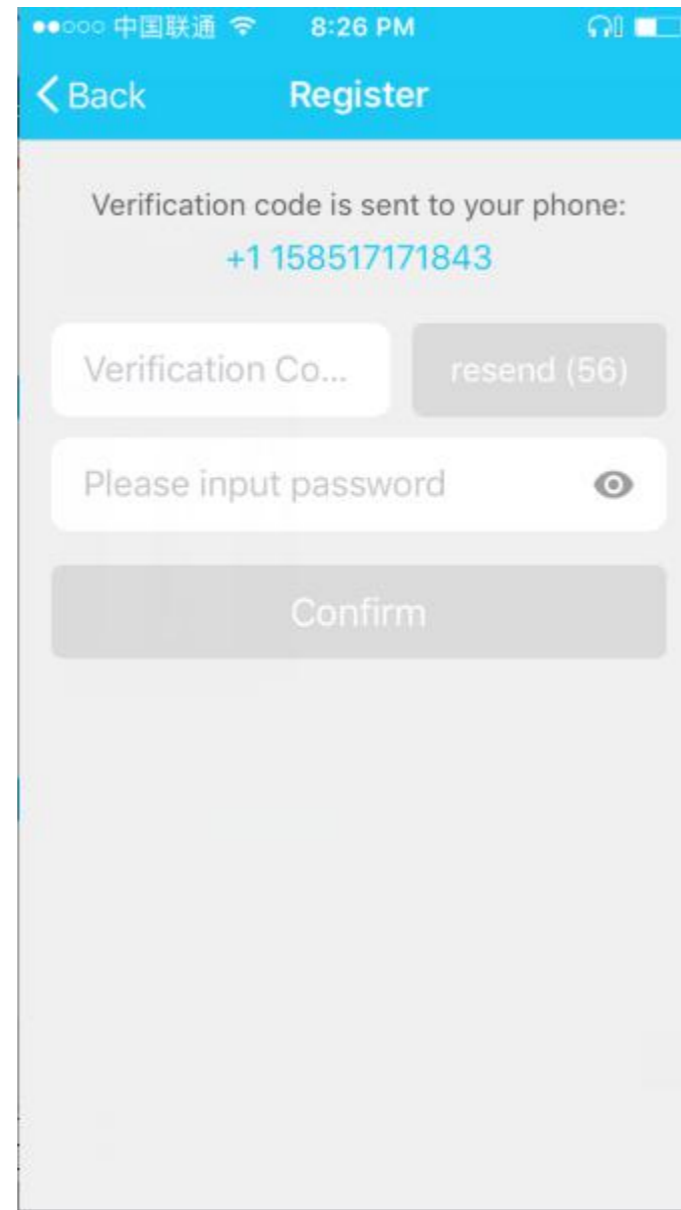 中国联通 8:26 PM
Back Register
Verification code is sent to your phone:
+1 158517171843
Verification Co... resend (56)
Please input password
Confirm